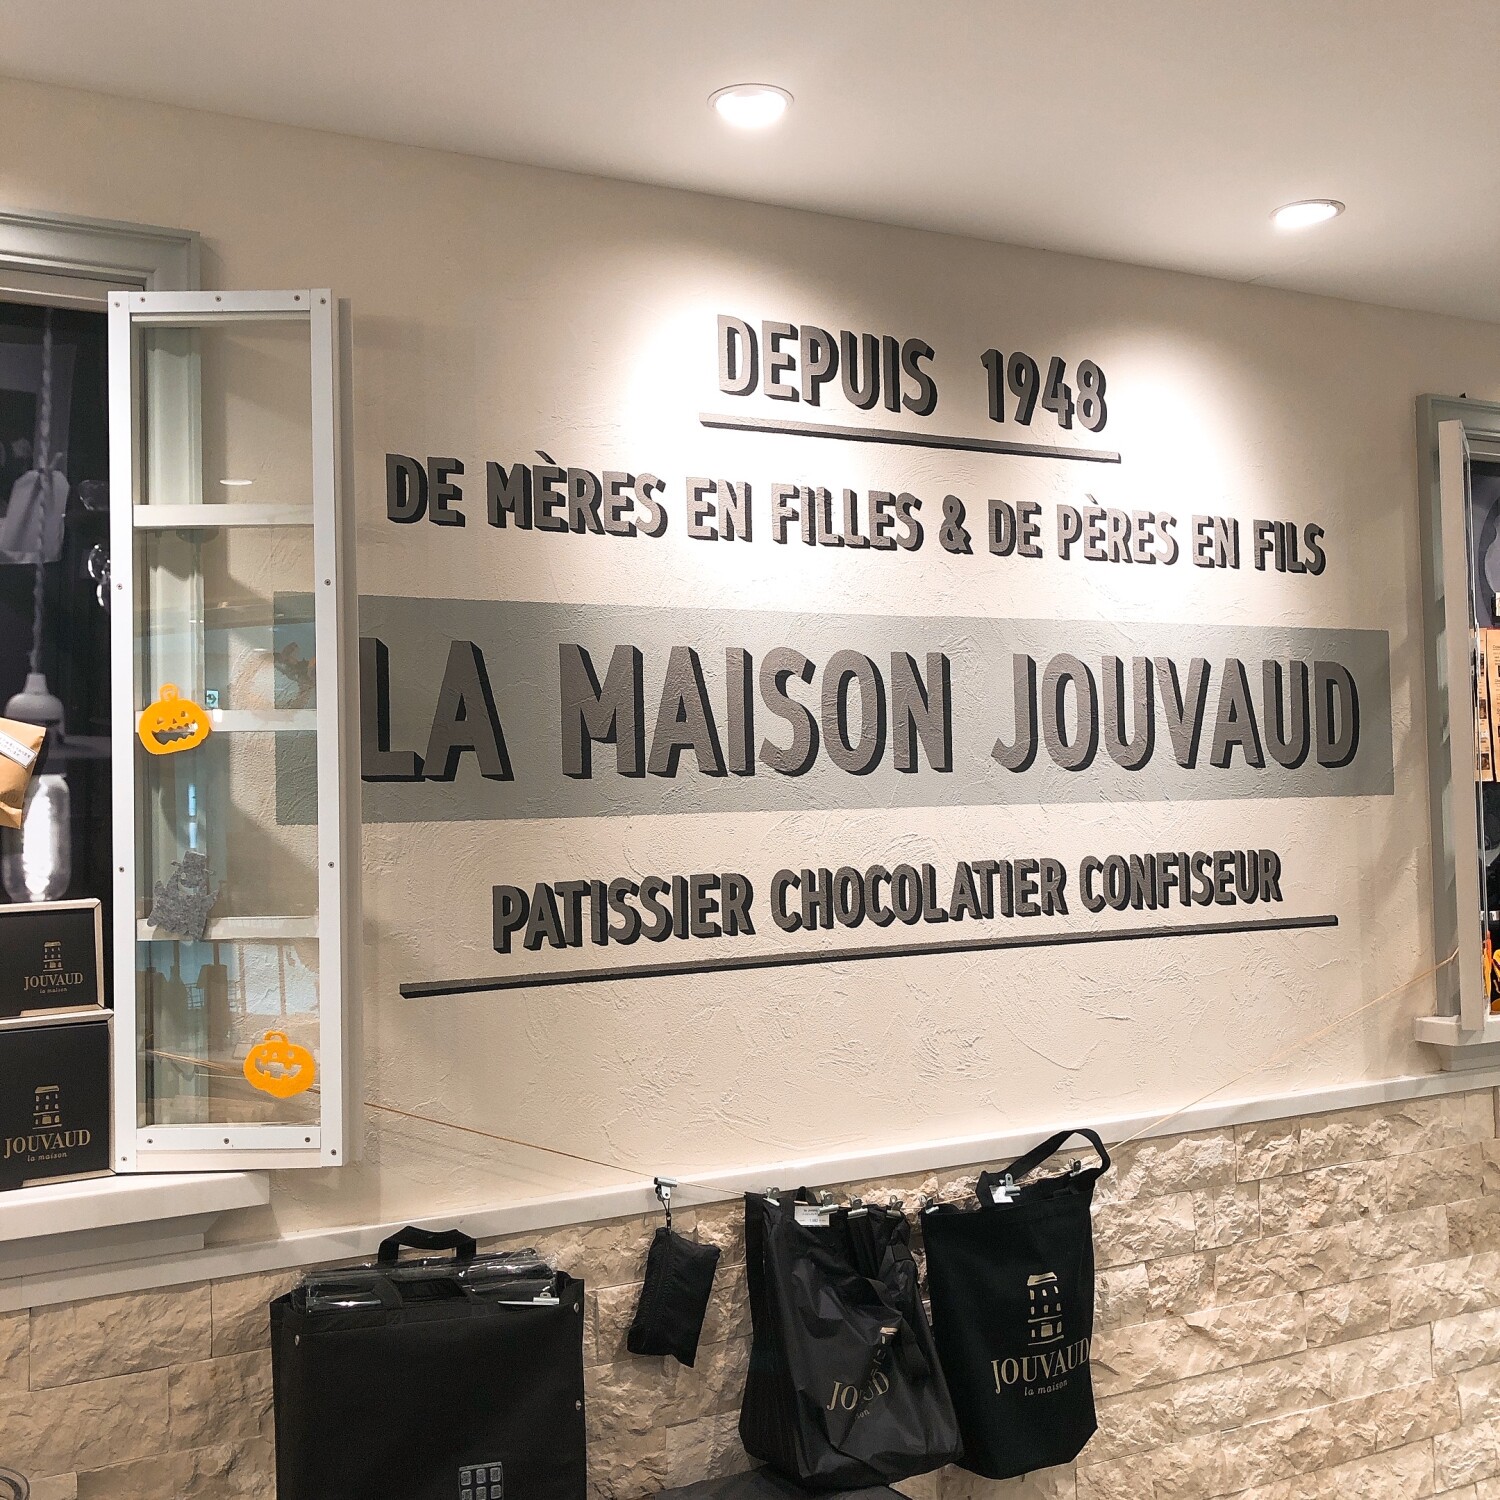 DEPUIS 1948
DE MÈRES EN FILLES & DE PÈRES EN FILS
LA MAISON JOUVAUD
PATISSIER CHOCOLATIER CONFISEUR
JOUVAUD
la maison
JOUVAUD
la maison
JOUVAUD
la maison